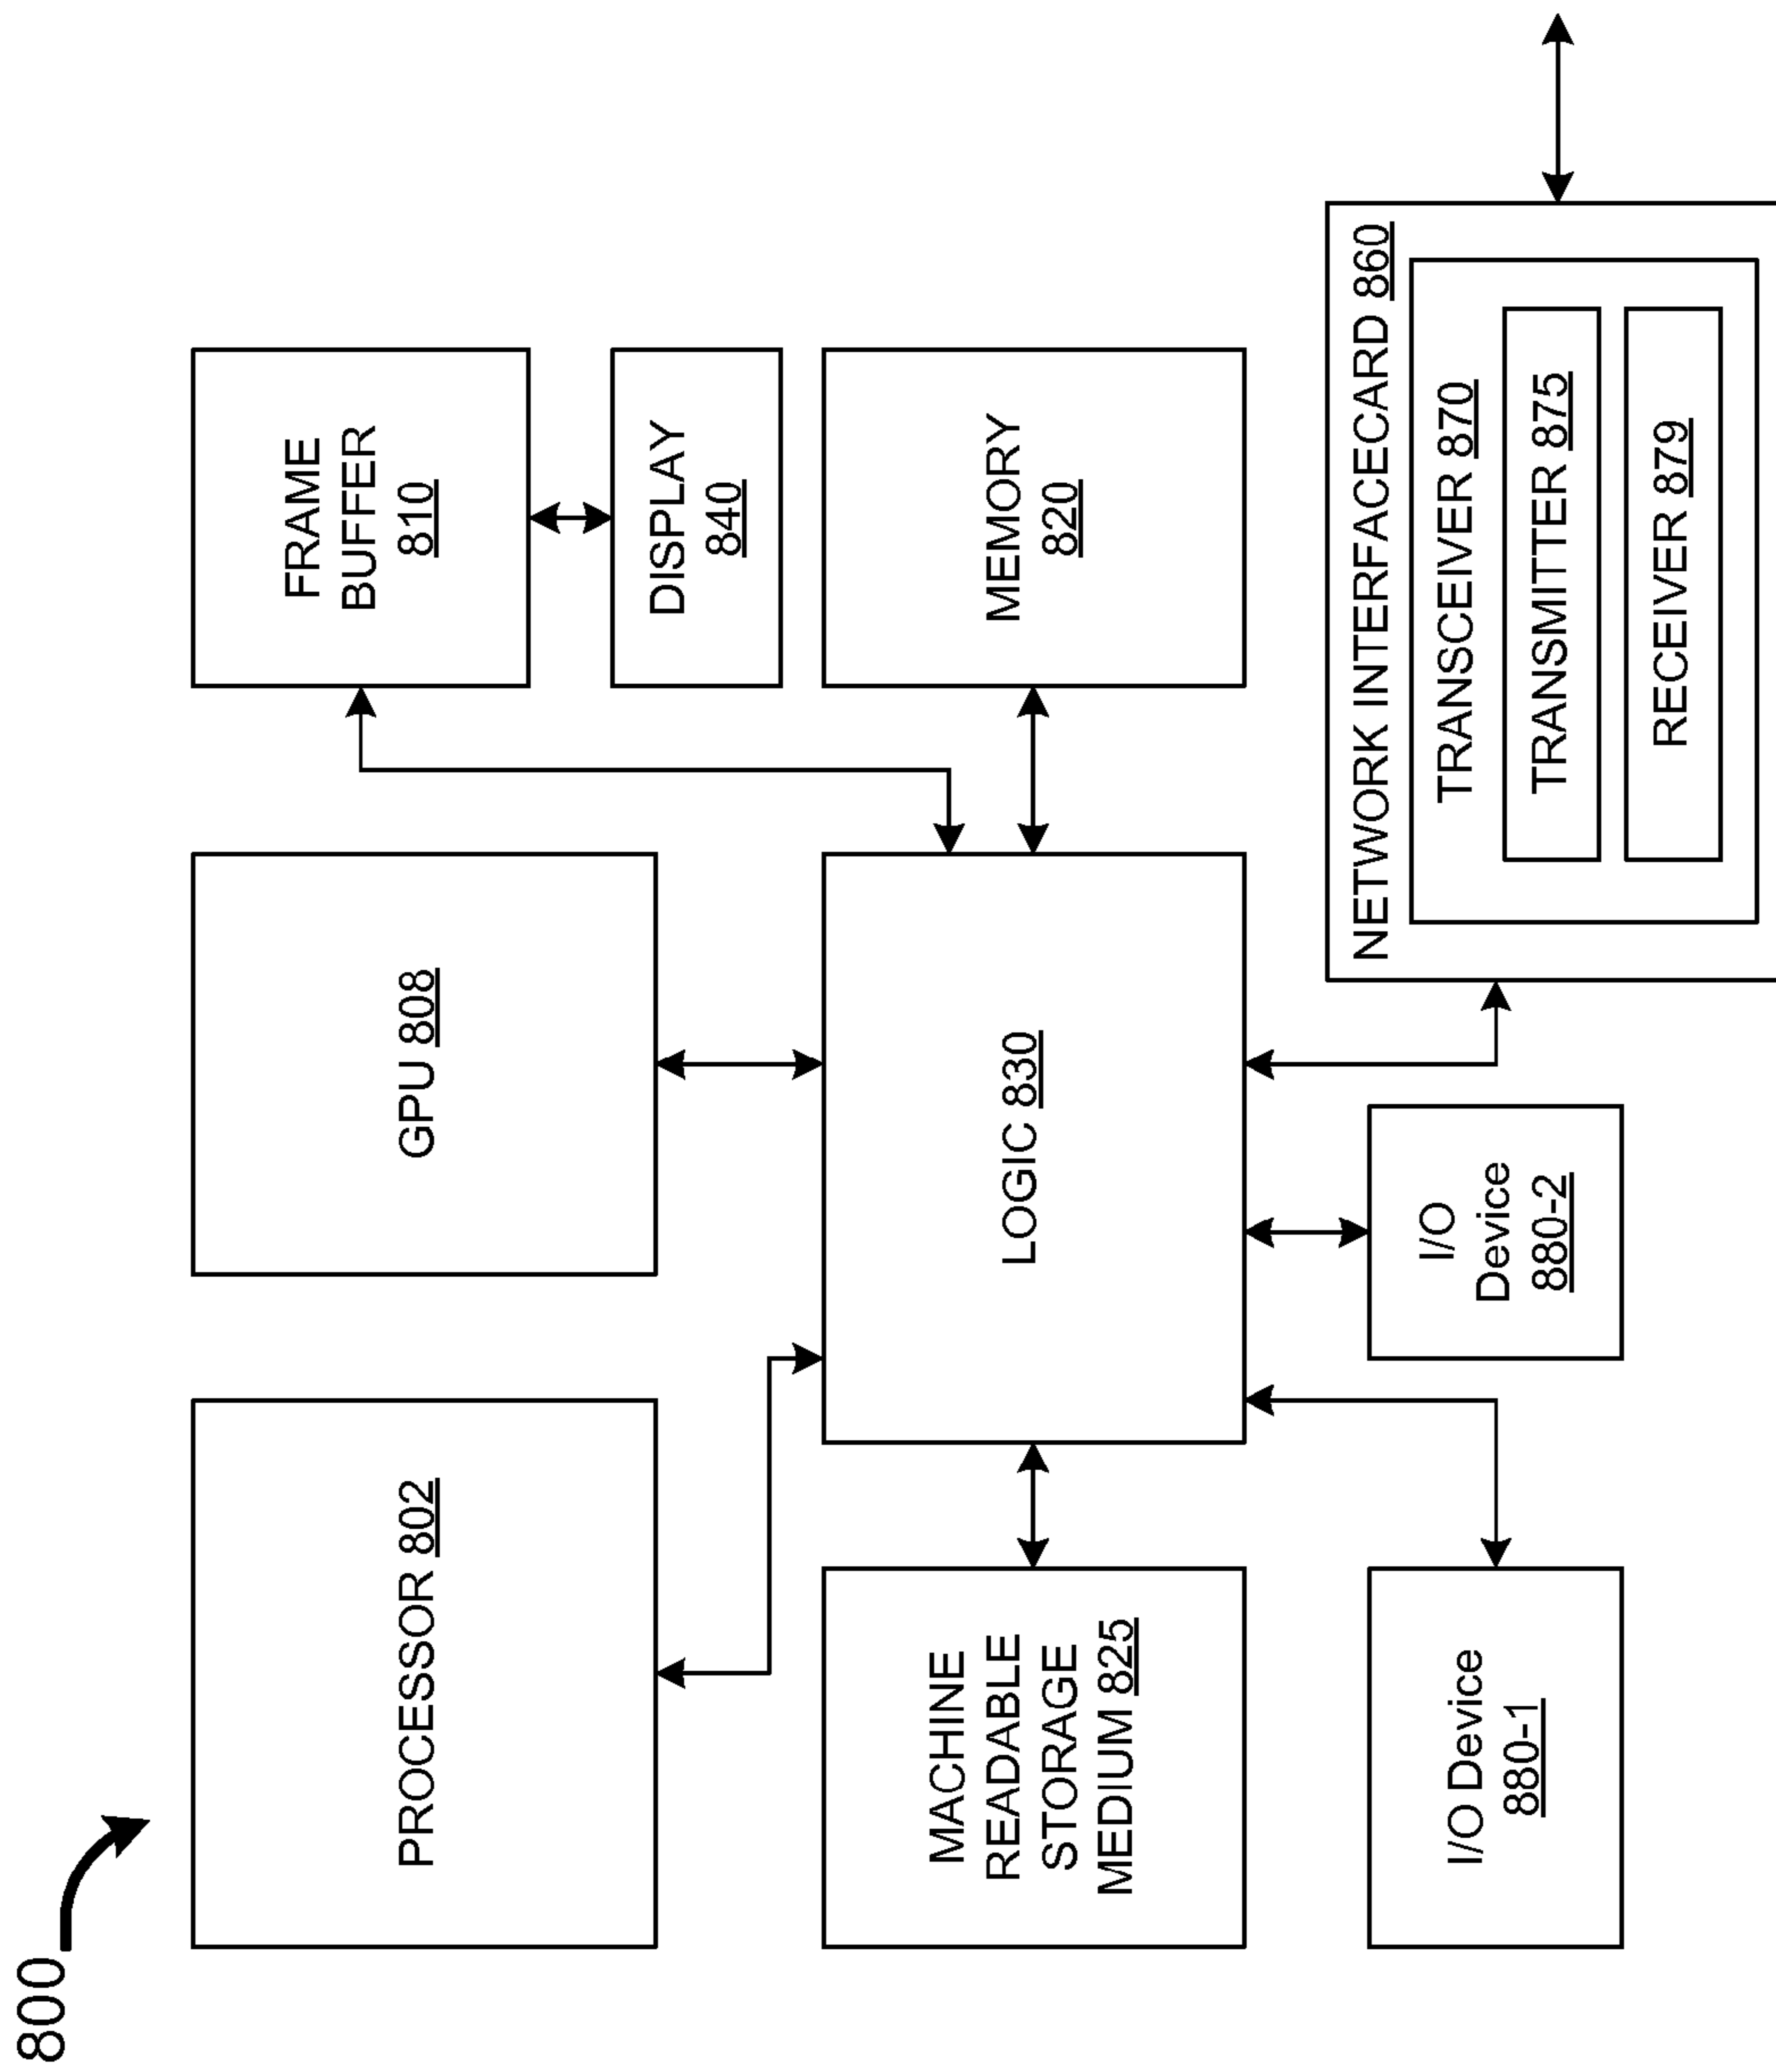 800
PROCESSOR 802
GPU 808
FRAME
BUFFER
810
DISPLAY
840
MACHINE
READABLE
STORAGE
MEDIUM 825
LOGIC 830
MEMORY
820
I/O Device
880-1
I/O
Device
880-2
NETWORK INTERFACECARD 860
TRANSCEIVER 870
TRANSMITTER 875
RECEIVER 879